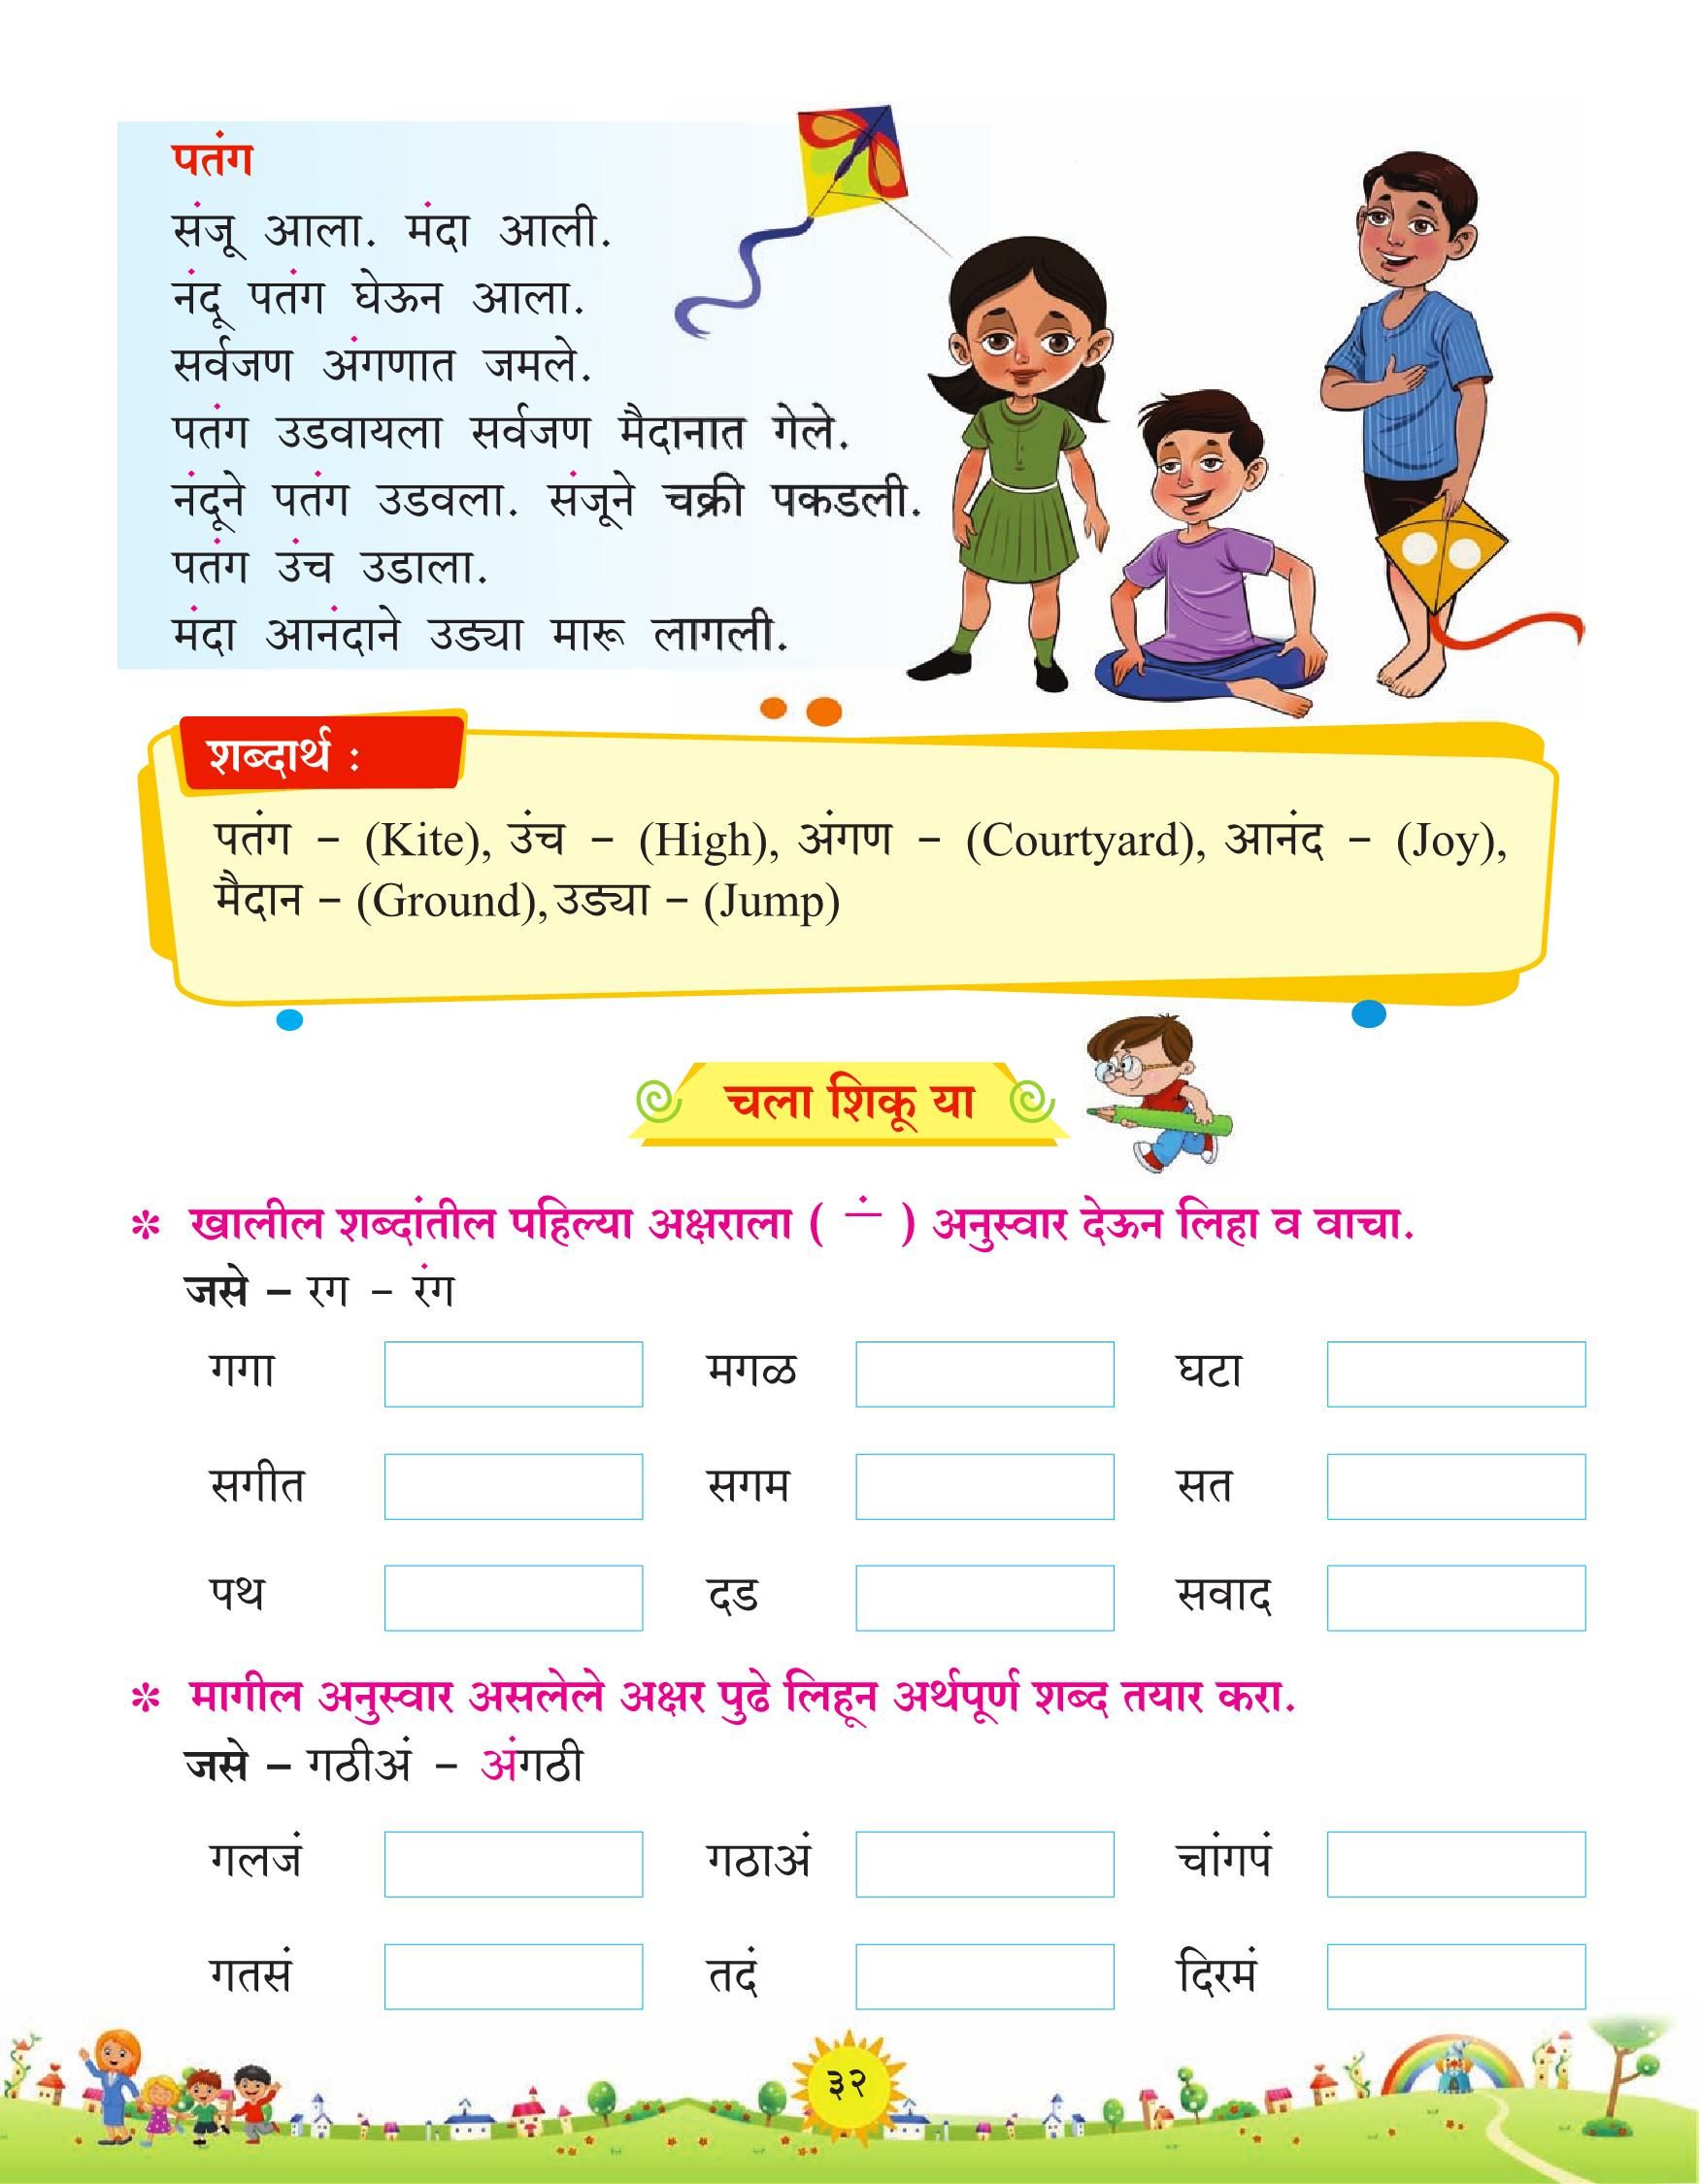 पतंग
संजू आला. मंदा आली.
नंदू पतंग घेऊन आला.
सर्वजण अंगणात जमले.
पतंग उडवायला सर्वजण मैदानात गेले.
नंदूने पतंग उडवला. संजूने चक्री पकडली.
पतंग उंच उडाला.
मंदा आनंदाने उड्या मारू लागली.
शब्दार्थ :
पतंग – (Kite), उंच – (High), अंगण – (Courtyard), आनंद – (Joy),
मैदान – (Ground), उड्या – (Jump)
चला शिकू या
* खालील शब्दांतील पहिल्या अक्षराला ( –ं ) अनुस्वार देऊन लिहा व वाचा.
जसे – रग – रंग
गगा मगळ घटा
सगीत सगम सत
पथ दड सवाद
* मागील अनुस्वार असलेले अक्षर पुढे लिहून अर्थपूर्ण शब्द तयार करा.
जसे – गठीअं – अंगठी
गलजं गठाअं चांगपं
गतसं तदं दिरमं
३२